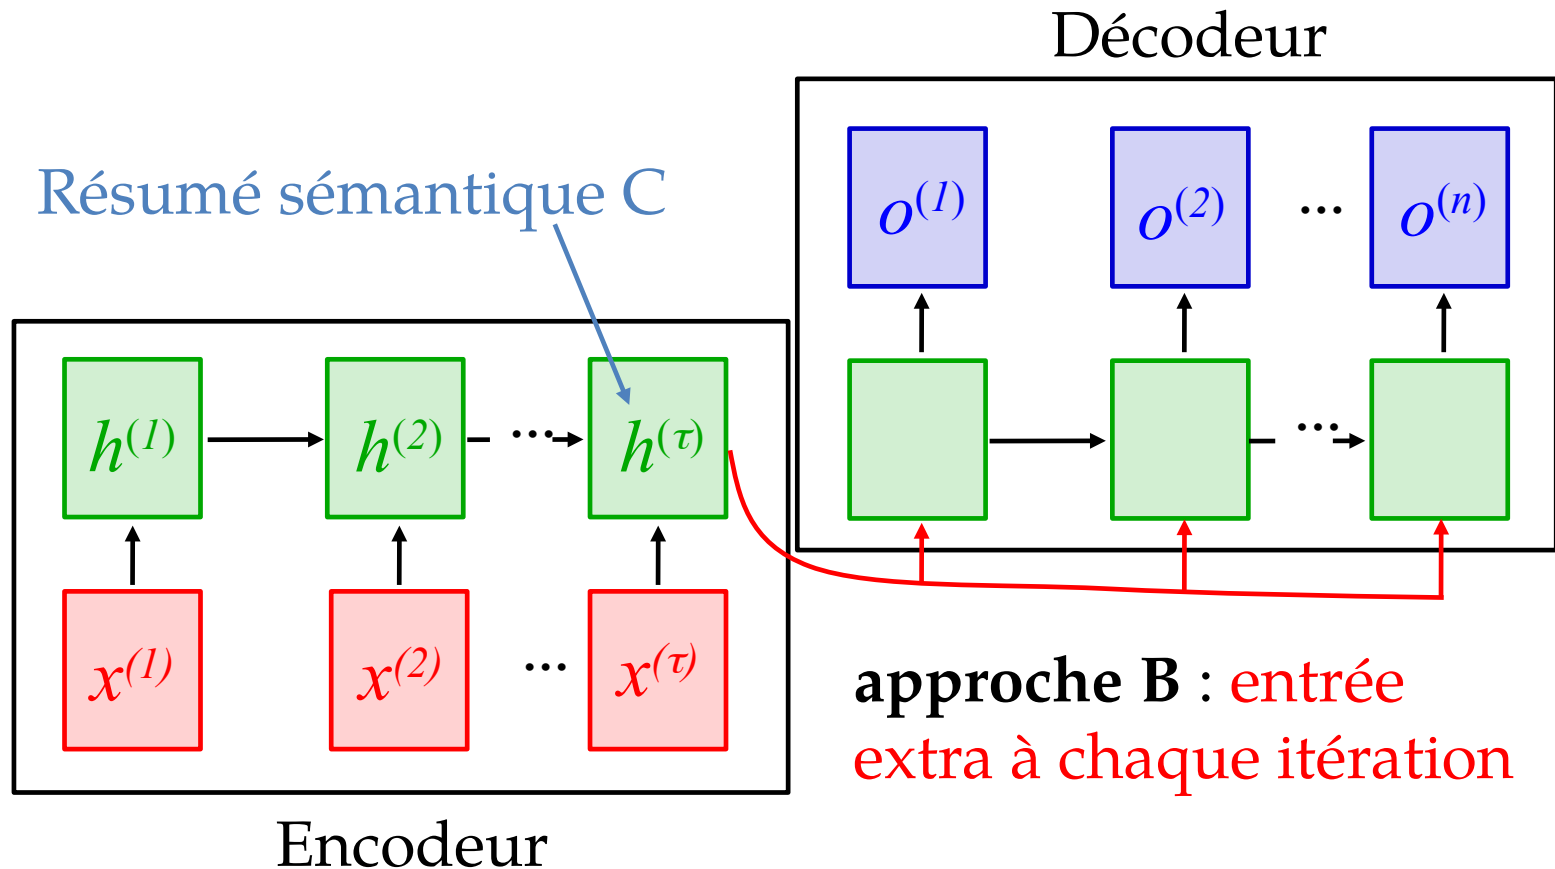 Décodeur
Résumé sémantique C
o(1) o(2) ... o(n)
h(1) h(2) ... h(τ) ...
x(1) x(2) ... x(τ)
approche B : entrée
extra à chaque itération
Encodeur